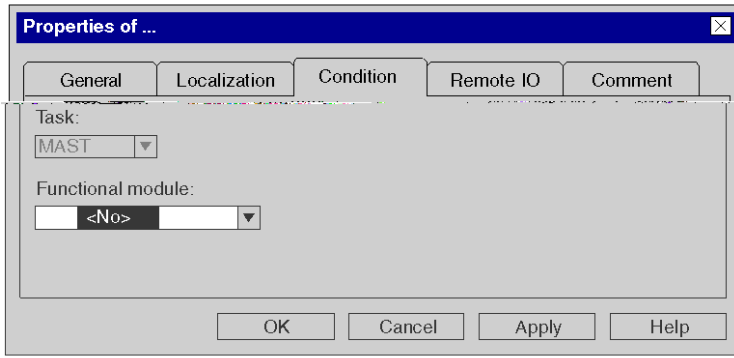 Properties of ...
General Localization Condition Remote IO Comment
Task:
MAST
Functional module:
<No>
OK Cancel Apply Help